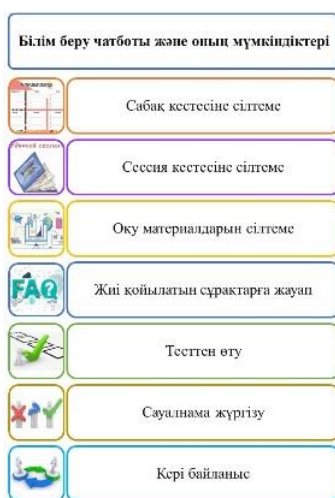 Білім беру чатботы және оның мүмкіндіктері
Сабақ кестесіне сілтеме
Сессия кестесіне сілтеме
Оқу материалдарын сілтеме
FAQ
Жиі қойылатын сұрақтарға жауап
Тесттен өту
Сауалнама жүргізу
Кері байланыс